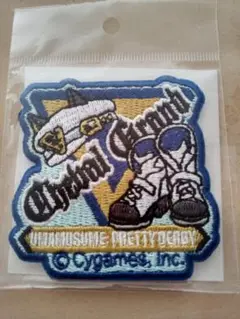 Cheval Grand
UMAMUSUME PRETTY DERBY
© Cygames, Inc.